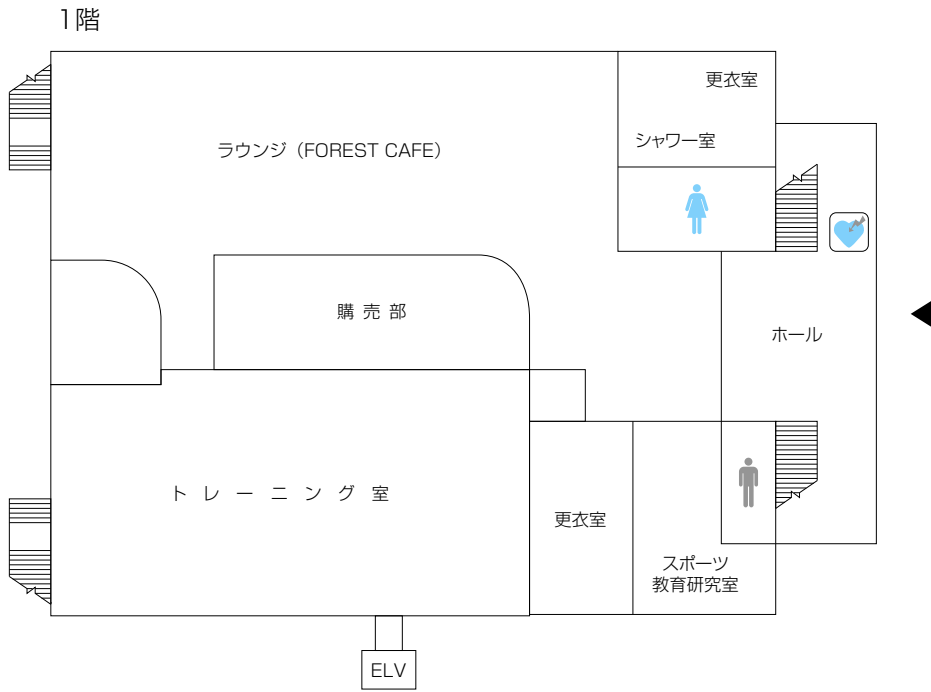 1階
更衣室
シャワー室
ラウンジ（FOREST CAFE）
購売部
ホール
トレーニング室
更衣室
スポーツ
教育研究室
ELV